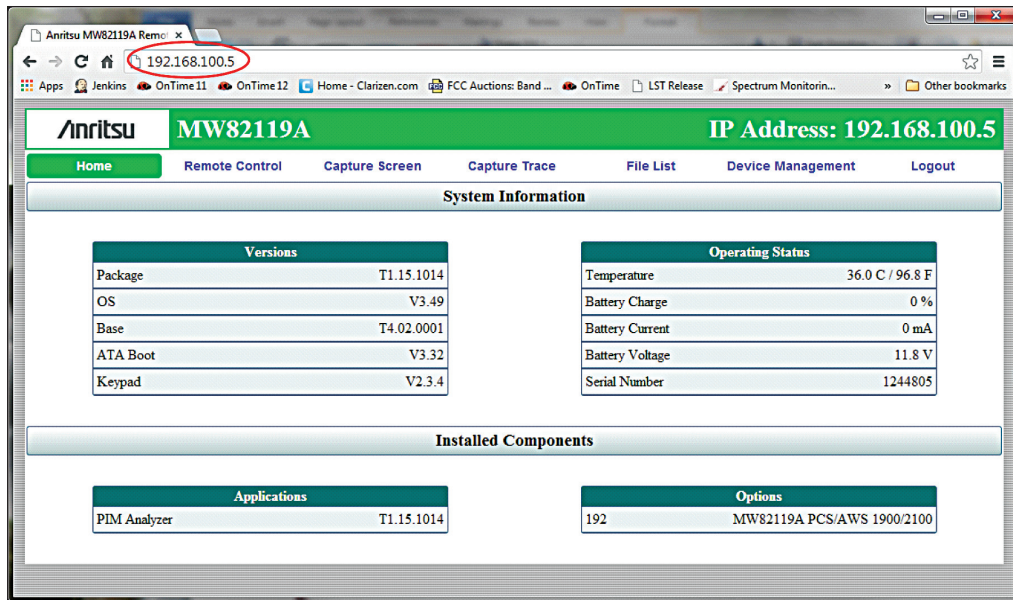 Anritsu MW82119A Remo
192.168.100.5
Apps Jenkins OnTime 11 OnTime 12 Home - Clarizen.com FCC Auctions: Band ... OnTime LST Release Spectrum Monitorin... » Other bookmarks
Anritsu MW82119A IP Address: 192.168.100.5
Home Remote Control Capture Screen Capture Trace File List Device Management Logout
System Information
Versions
Package T1.15.1014
OS V3.49
Base T4.02.0001
ATA Boot V3.32
Keypad V2.3.4
Operating Status
Temperature 36.0 C / 96.8 F
Battery Charge 0 %
Battery Current 0 mA
Battery Voltage 11.8 V
Serial Number 1244805
Installed Components
Applications
PIM Analyzer T1.15.1014
Options
192 MW82119A PCS/AWS 1900/2100